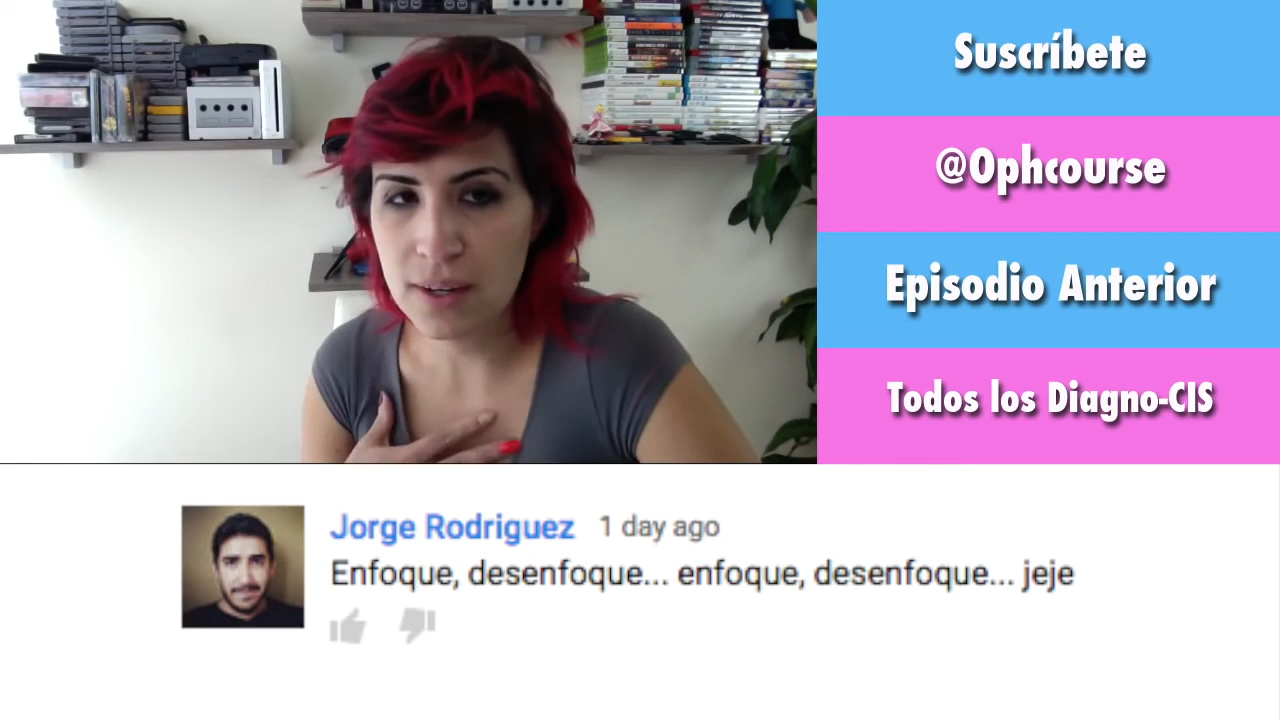 Suscríbete
@Ophcourse
Episodio Anterior
Todos los Diagno-CIS
Jorge Rodriguez 1 day ago
Enfoque, desenfoque... enfoque, desenfoque... jeje